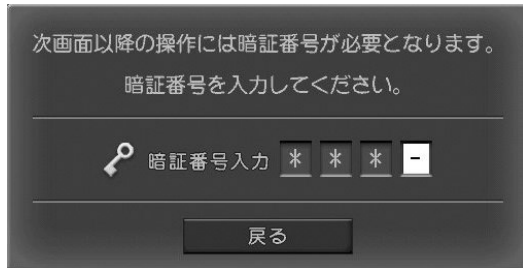 次画面以降の操作には暗証番号が必要となります。
暗証番号を入力してください。
暗証番号入力 * * * -
戻る